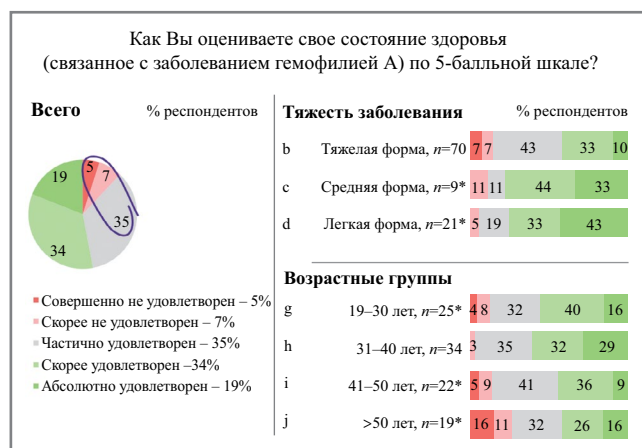 Как Вы оцениваете свое состояние здоровья
(связанное с заболеванием гемофилией А) по 5-балльной шкале?
Всего % респондентов
19
5
7
35
34
Совершенно не удовлетворен – 5%
Скорее не удовлетворен – 7%
Частично удовлетворен – 35%
Скорее удовлетворен –34%
Абсолютно удовлетворен – 19%
Тяжесть заболевания % респондентов
b Тяжелая форма, n=70 7 7 43 33 10
c Средняя форма, n=9* 11 11 44 33
d Легкая форма, n=21* 5 19 33 43
Возрастные группы
g 19–30 лет, n=25* 4 8 32 40 16
h 31–40 лет, n=34 3 35 32 29
i 41–50 лет, n=22* 5 9 41 36 9
j >50 лет, n=19* 16 11 32 26 16